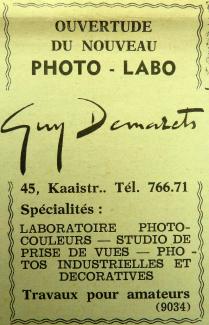 OUVERTUDE
DU NOUVEAU
PHOTO - LABO
Guy Demarets
45, Kaaistr.. Tél. 766.71
Spécialités :
LABORATOIRE PHOTO-
COULEURS — STUDIO DE
PRISE DE VUES — PHO -
TOS INDUSTRIELLES ET
DECORATIVES
Travaux pour amateurs
(9034)